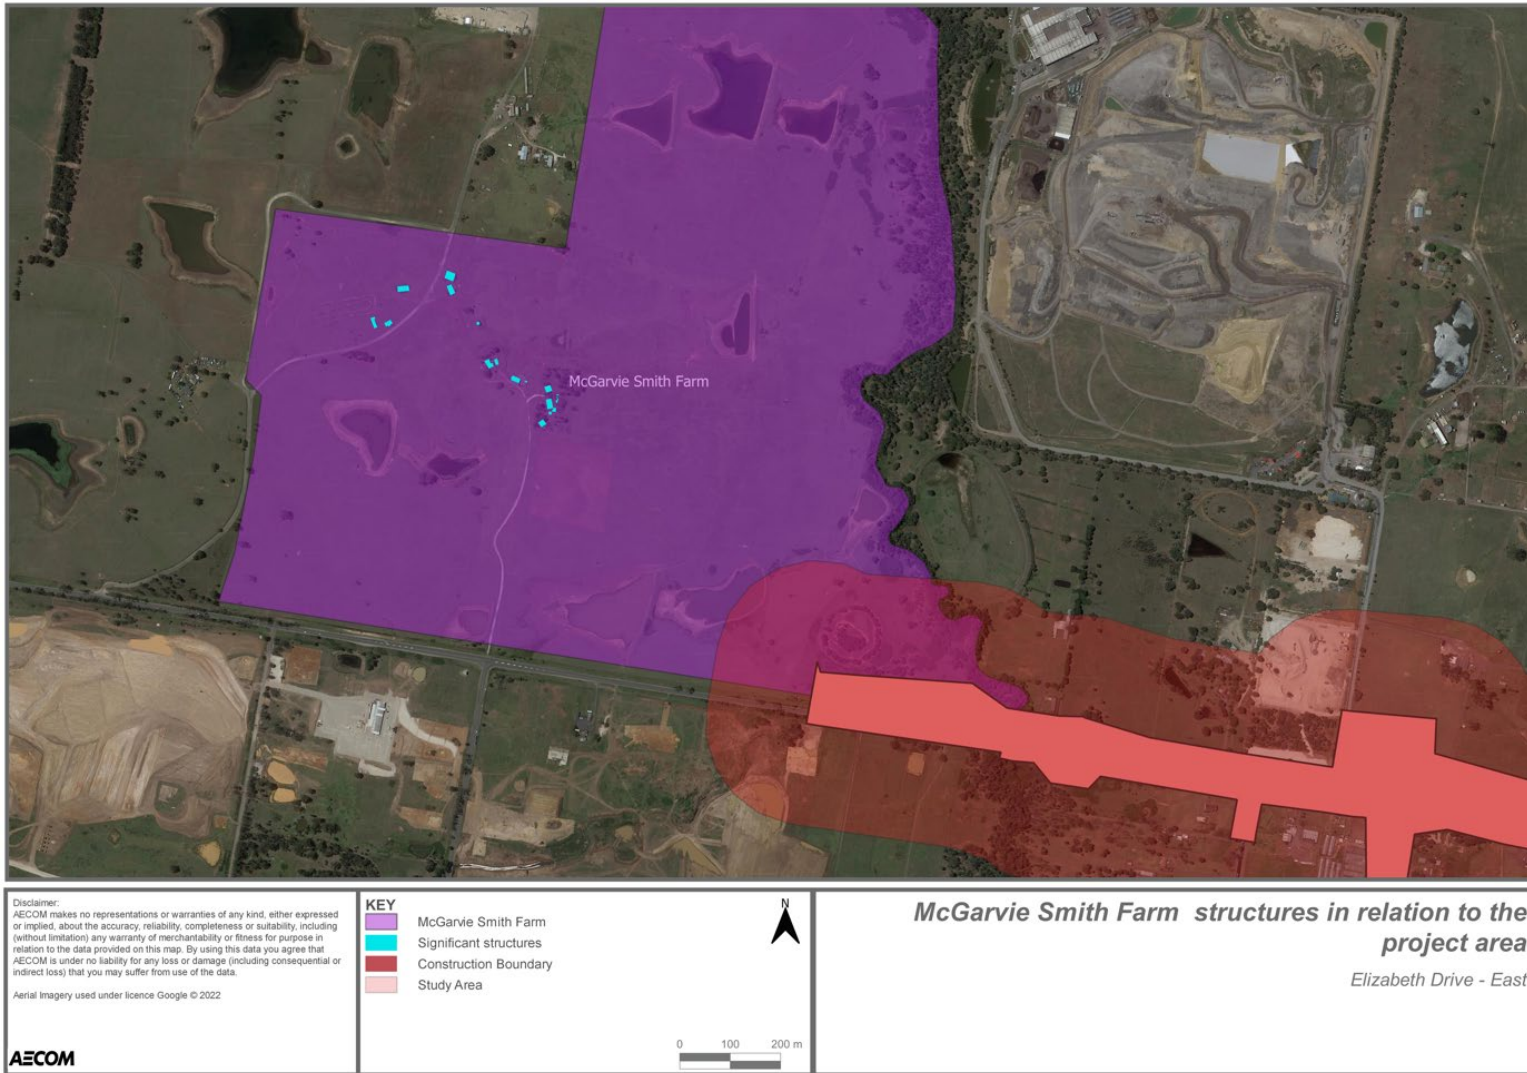 McGarvie Smith Farm
Disclaimer:
AECOM makes no representations or warranties of any kind, either expressed
or implied, about the accuracy, reliability, completeness or suitability, including
(without limitation) any warranty of merchantability or fitness for purpose in
relation to the data provided on this map. By using this data you agree that
AECOM is under no liability for any loss or damage (including consequential or
indirect loss) that you may suffer from use of the data.
Aerial Imagery used under licence Google © 2022
AECOM
KEY
McGarvie Smith Farm
Significant structures
Construction Boundary
Study Area
N
0 100 200 m
McGarvie Smith Farm structures in relation to the
project area
Elizabeth Drive - East